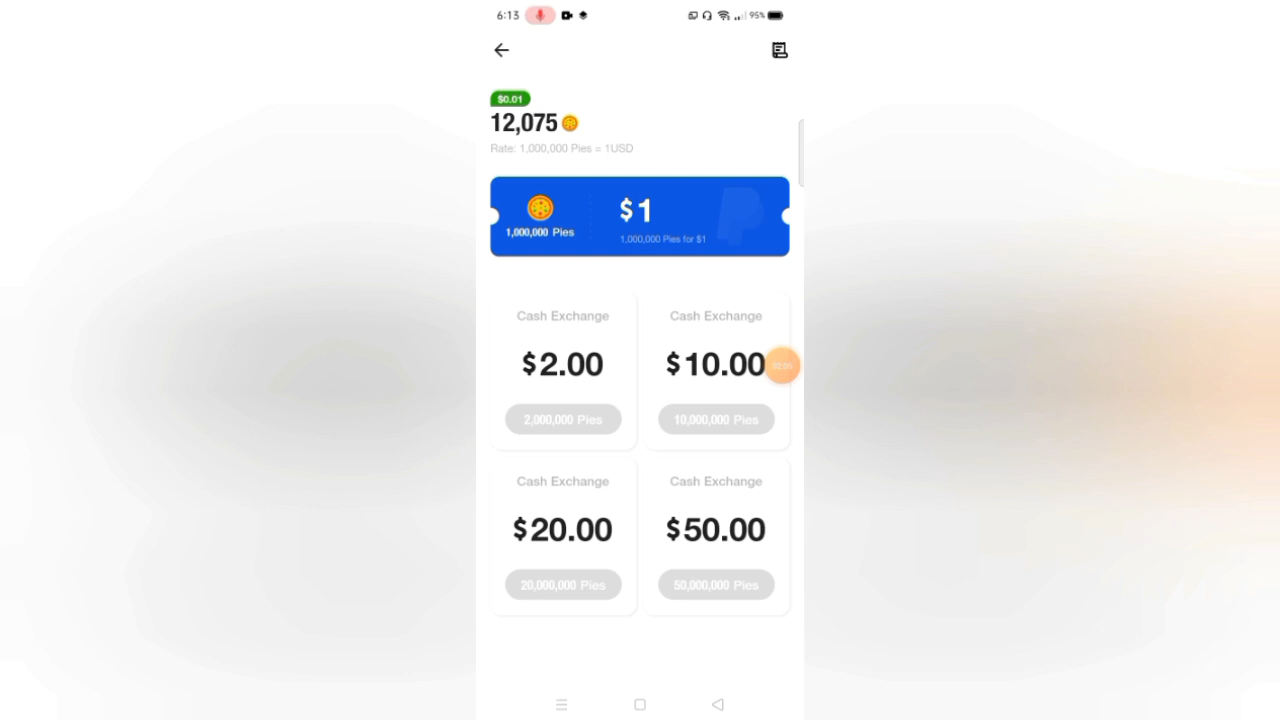 6:13 95%
$0.01
12,075
Rate: 1,000,000 Pies = 1USD
$1
1,000,000 Pies
1,000,000 Pies for $1
Cash Exchange Cash Exchange
$2.00 $10.00
2,000,000 Pies 10,000,000 Pies
Cash Exchange Cash Exchange
$20.00 $50.00
20,000,000 Pies 50,000,000 Pies